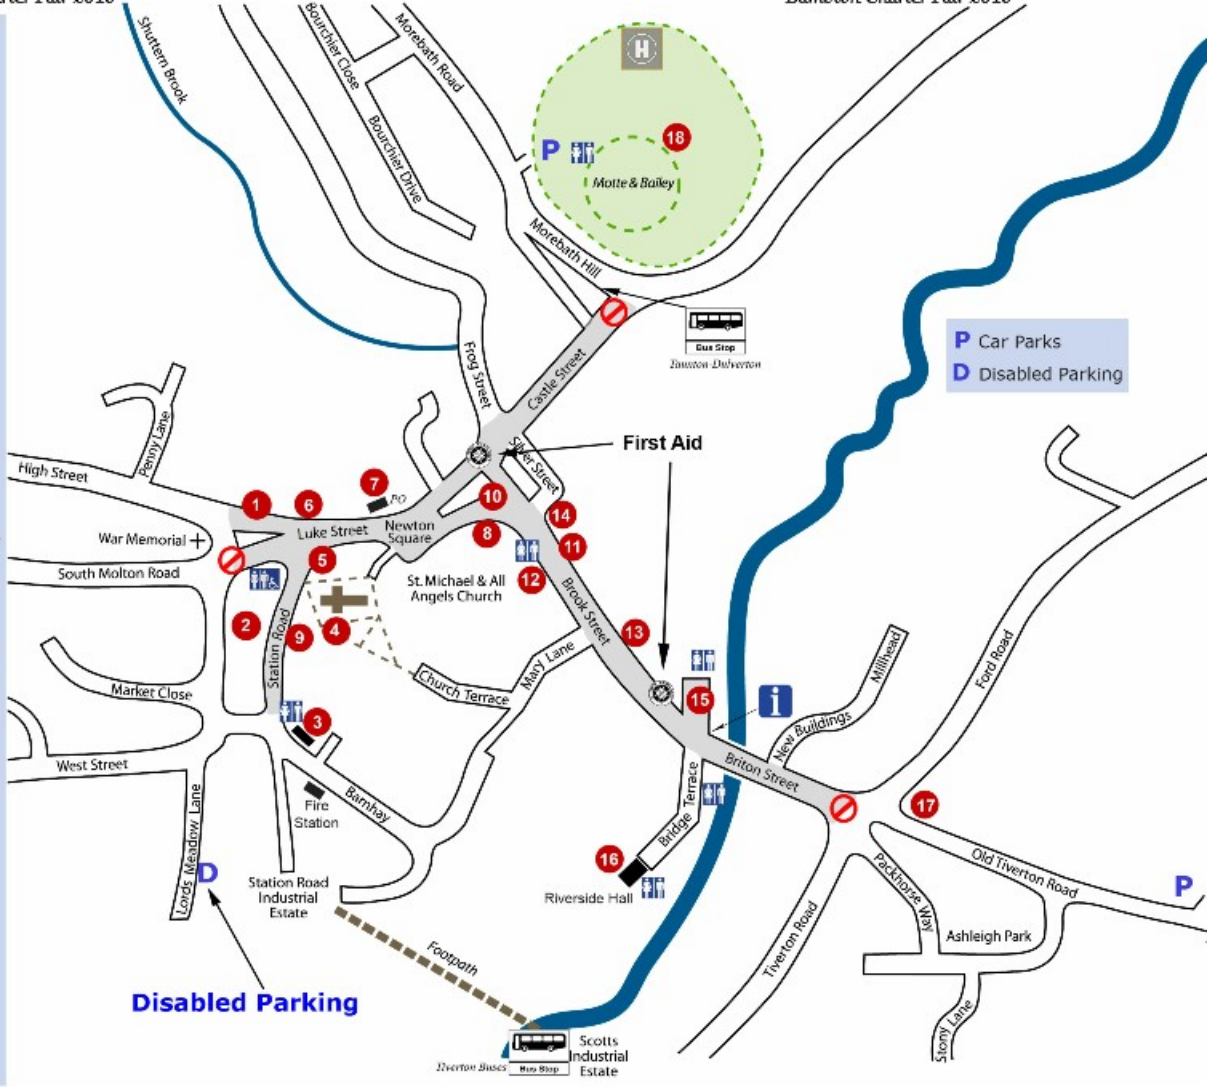 Bampton Charter Fair 2010
Shuttern Brook
Bourchier Close
Morebath Road
Bourchier Drive
H
18
P
Motte & Bailey
Morebath Hill
Bus Stop
Taunton-Dulverton
P Car Parks
D Disabled Parking
Frog Street
Castle Street
First Aid
Silver Street
Penny Lane
High Street
7
PO
1
6
10
14
Luke Street
Newton
Square
8
11
War Memorial
5
South Molton Road
St. Michael & All
Angels Church
12
Brook Street
2
9
4
13
Station Road
Mary Lane
Millhead
Ford Road
Market Close
Church Terrace
15
i
3
New Buildings
West Street
Briton Street
Barnhay
Fire
Station
Bridge Terrace
17
Lords Meadow Lane
D
16
Old Tiverton Road
P
Station Road
Industrial
Estate
Riverside Hall
Packhorse Way
Tiverton Road
Ashleigh Park
Footpath
Disabled Parking
Stony Lane
Tiverton Buses
Bus Stop
Scotts
Industrial
Estate